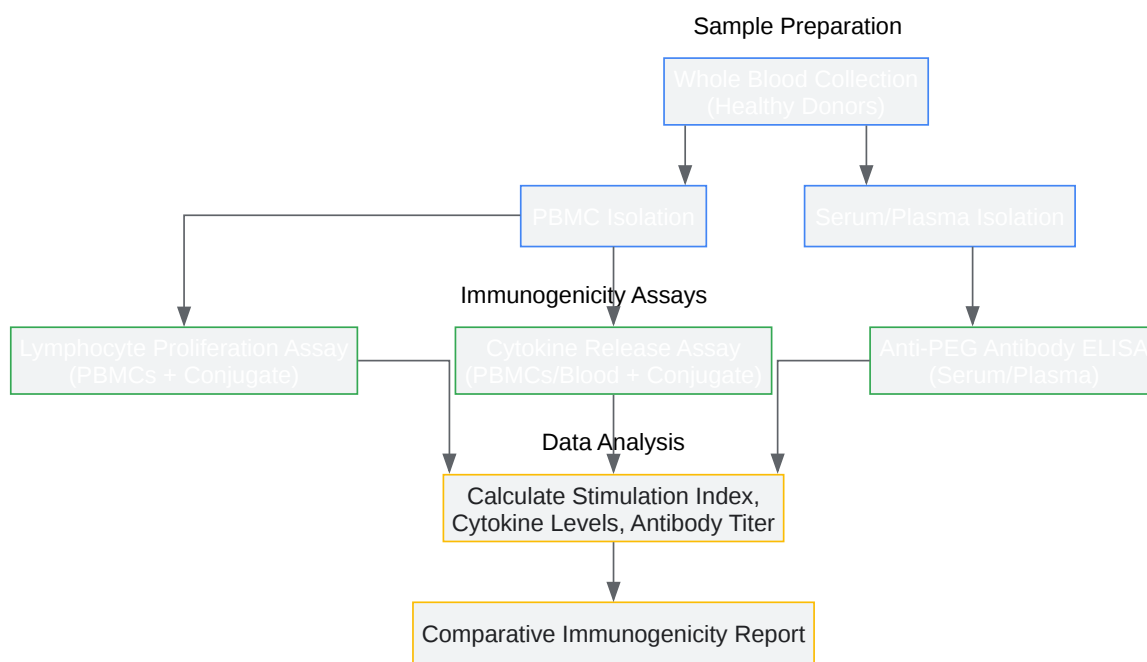 Sample Preparation
Whole Blood Collection
(Healthy Donors)
PBMC Isolation
Serum/Plasma Isolation
Immunogenicity Assays
Lymphocyte Proliferation Assay
(PBMCs + Conjugate)
Cytokine Release Assay
(PBMCs/Blood + Conjugate)
Anti-PEG Antibody ELISA
(Serum/Plasma)
Data Analysis
Calculate Stimulation Index,
Cytokine Levels, Antibody Titer
Comparative Immunogenicity Report